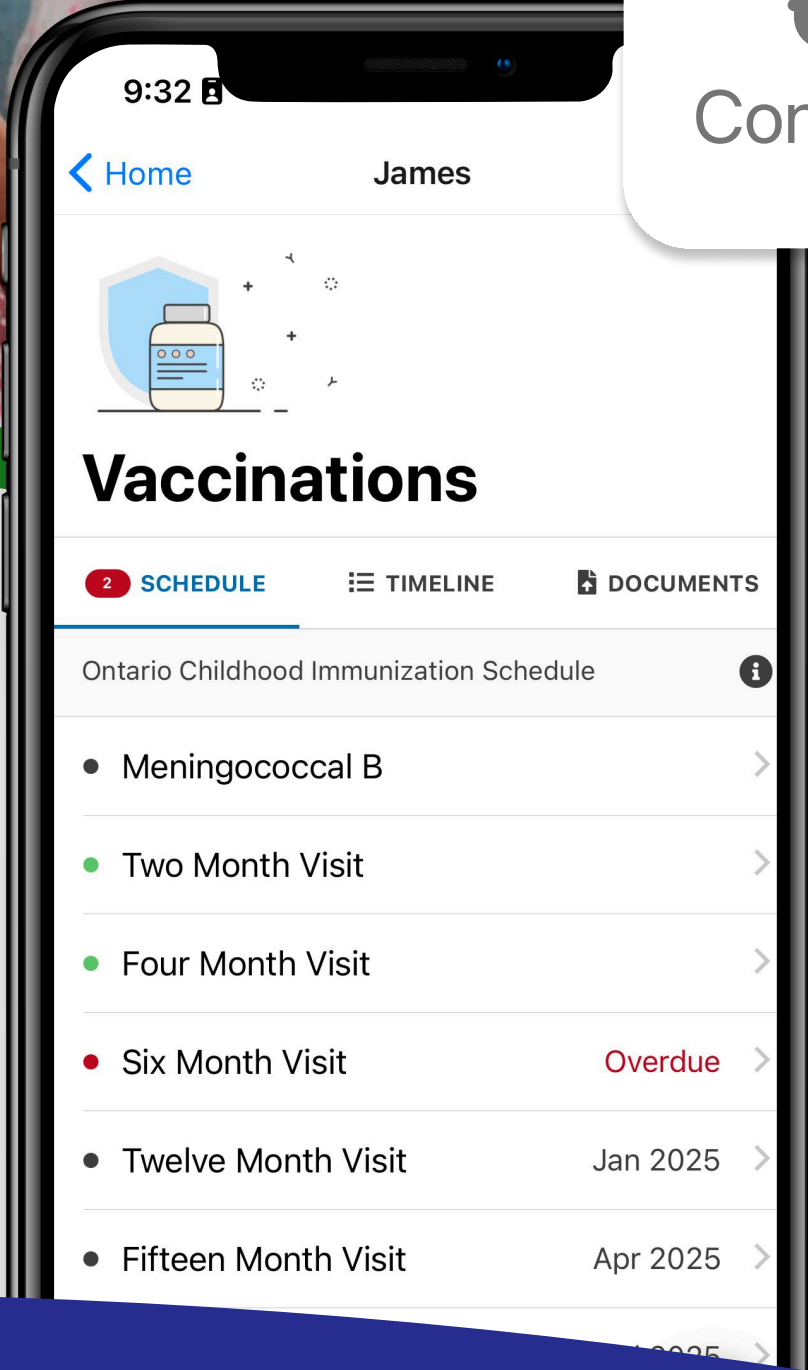 9:32
Home
James
Vaccinations
2 SCHEDULE
TIMELINE
DOCUMENTS
Ontario Childhood Immunization Schedule
Meningococcal B
Two Month Visit
Four Month Visit
Six Month Visit Overdue
Twelve Month Visit Jan 2025
Fifteen Month Visit Apr 2025
2025